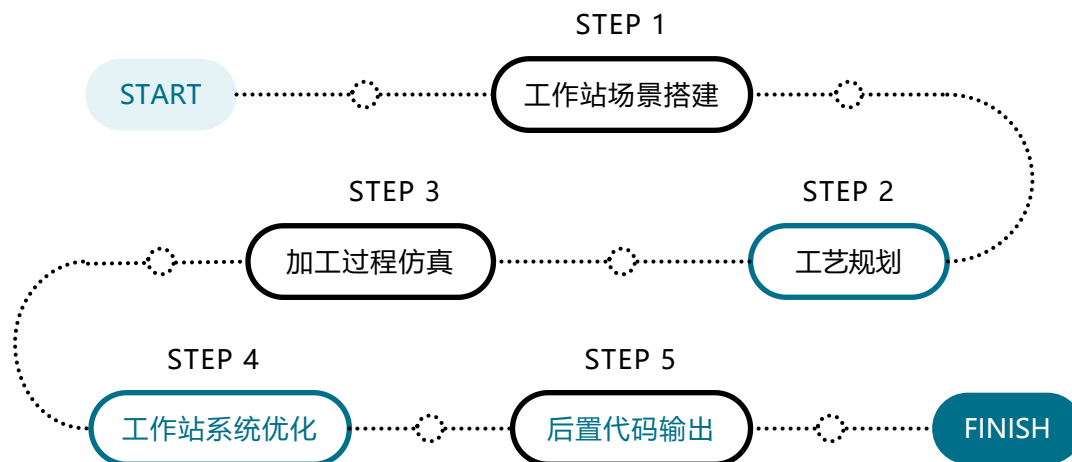 STEP 1
START
工作站场景搭建
STEP 2
工艺规划
STEP 3
加工过程仿真
STEP 4
工作站系统优化
STEP 5
后置代码输出
FINISH